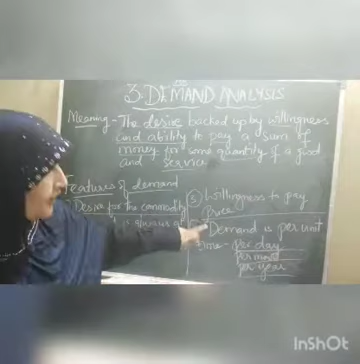 3. DEMAND ANALYSIS
Meaning - The desire backed up by willingness
and ability to pay a sum of
money for some quantity of a good
and service
Features of demand
Desire for the commodity
③ Willingness to pay
price
Demand is per unit
time - per day
per month
per year
InShot